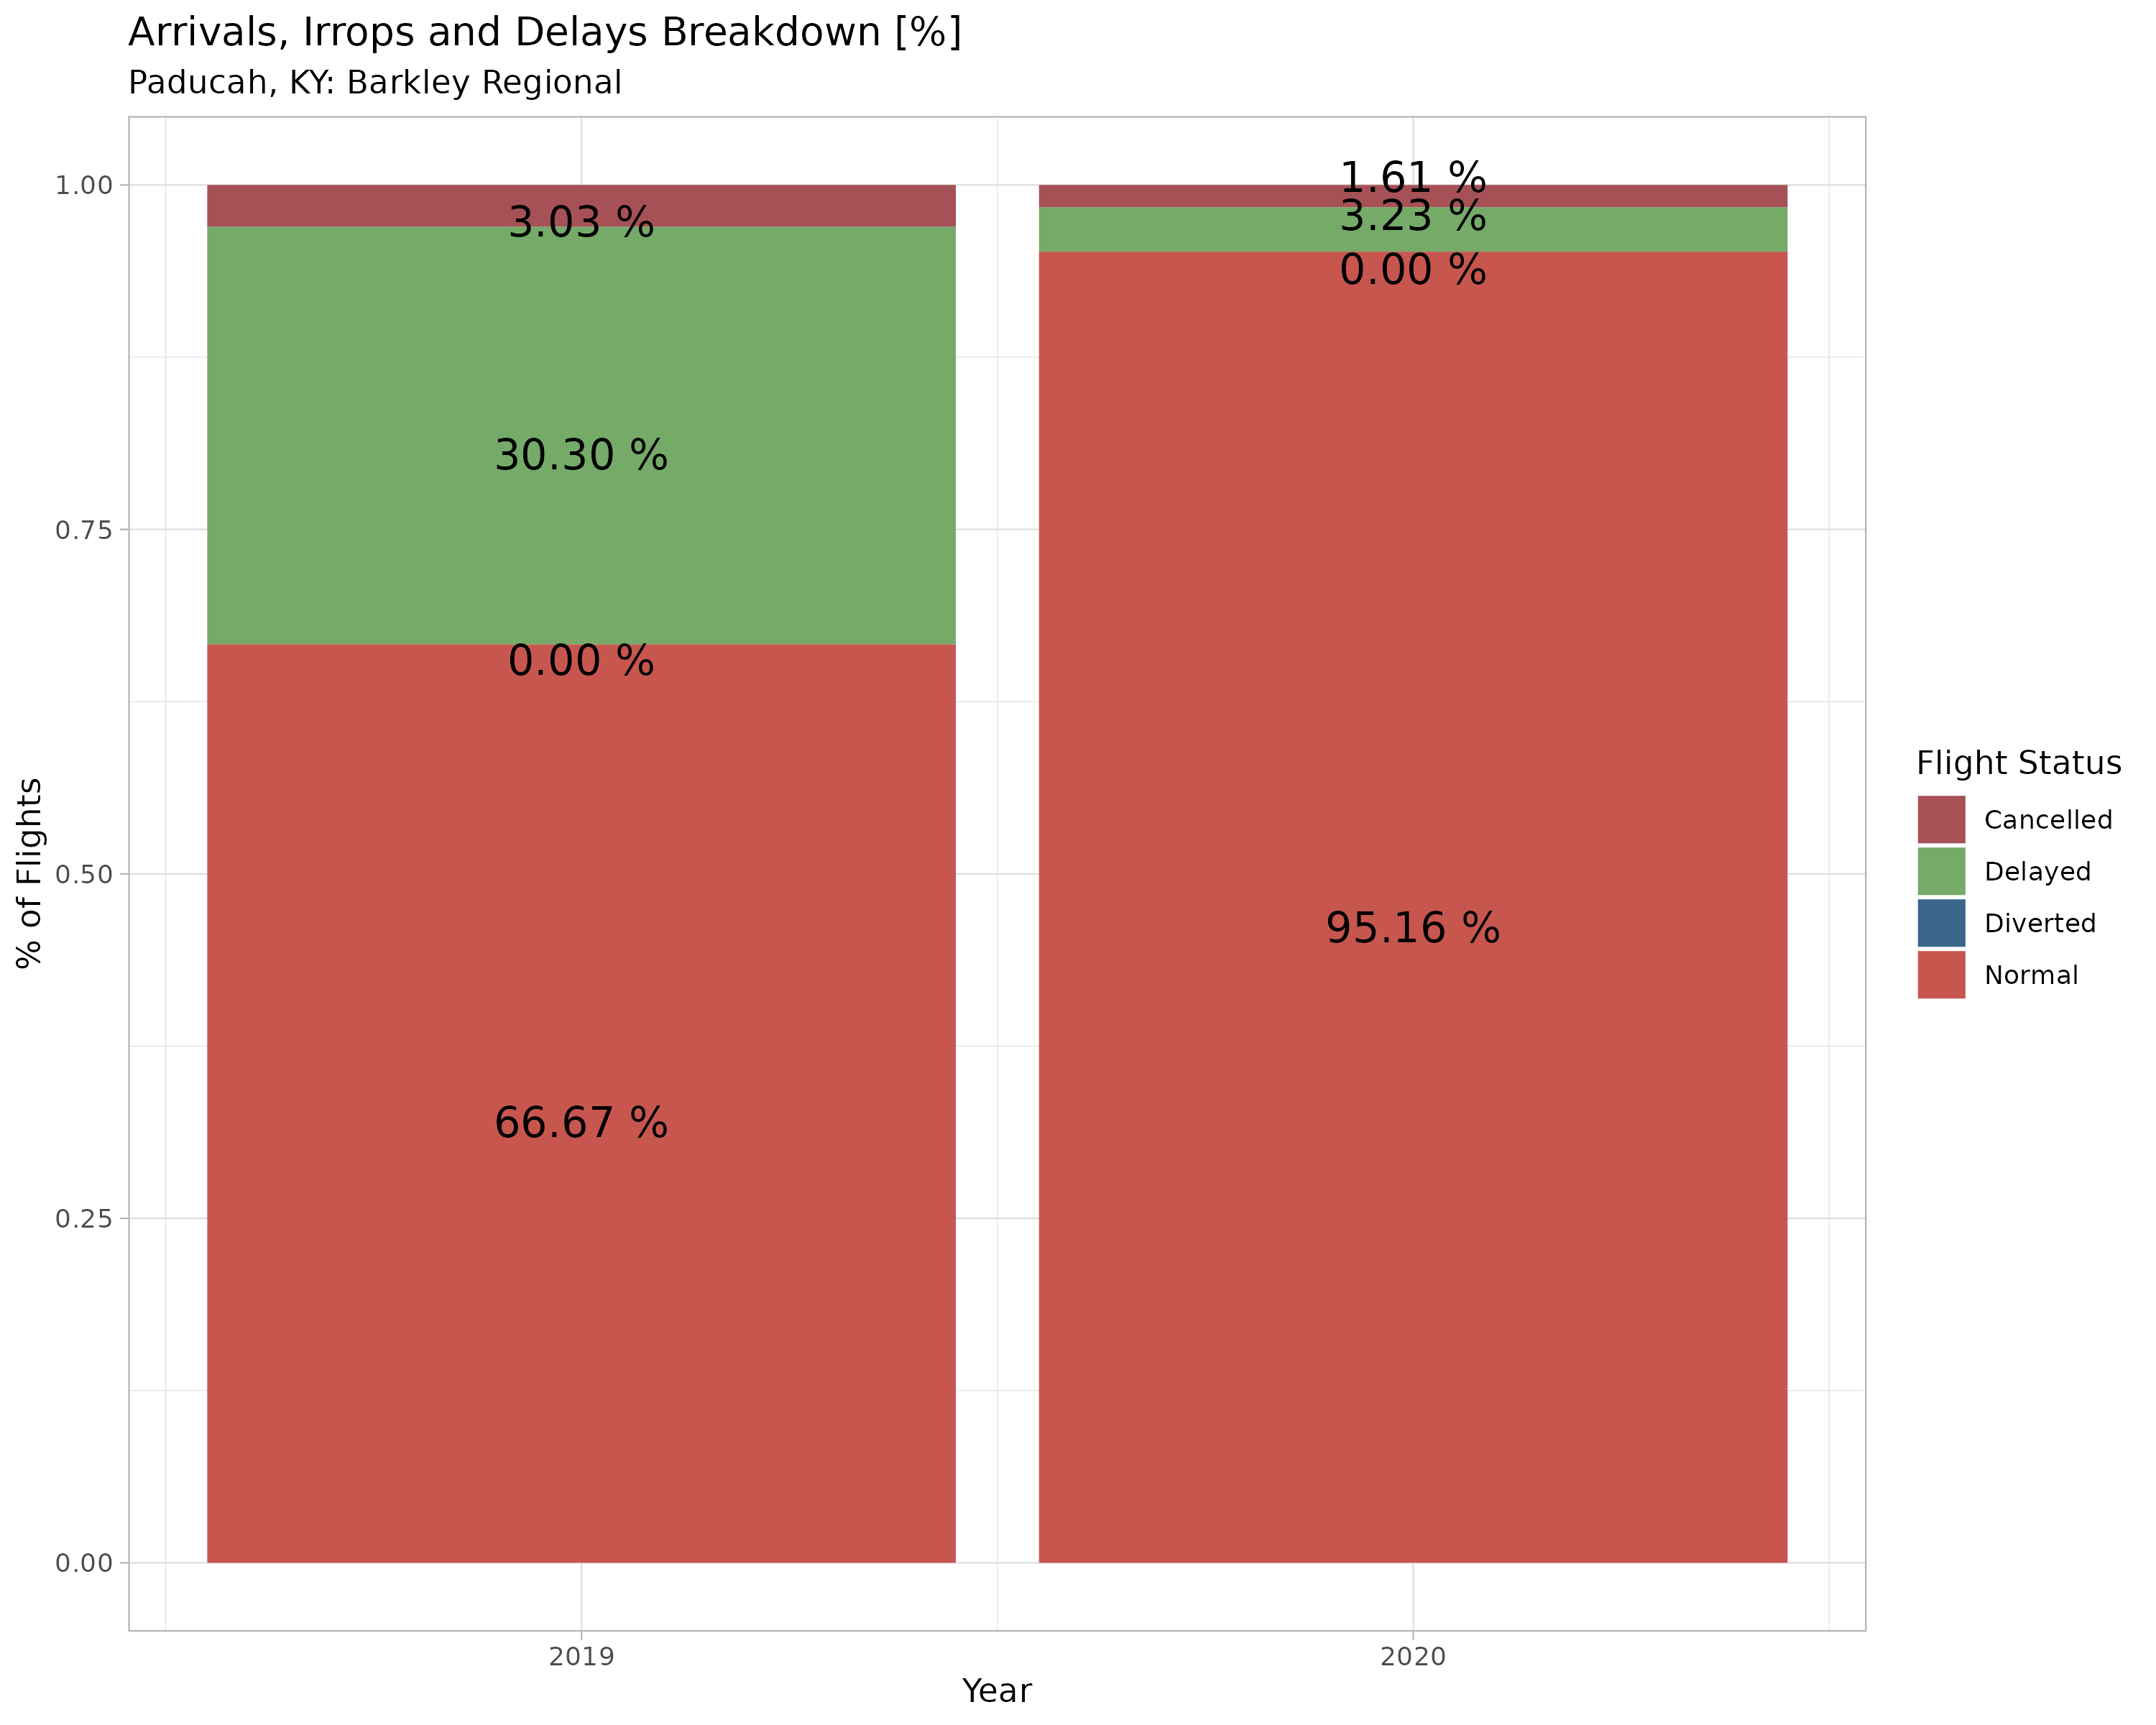 Arrivals, Irrops and Delays Breakdown [%]
Paducah, KY: Barkley Regional
% of Flights
1.00
0.75
0.50
0.25
0.00
3.03 %
30.30 %
0.00 %
66.67 %
1.61 %
3.23 %
0.00 %
95.16 %
2019
2020
Year
Flight Status
Cancelled
Delayed
Diverted
Normal